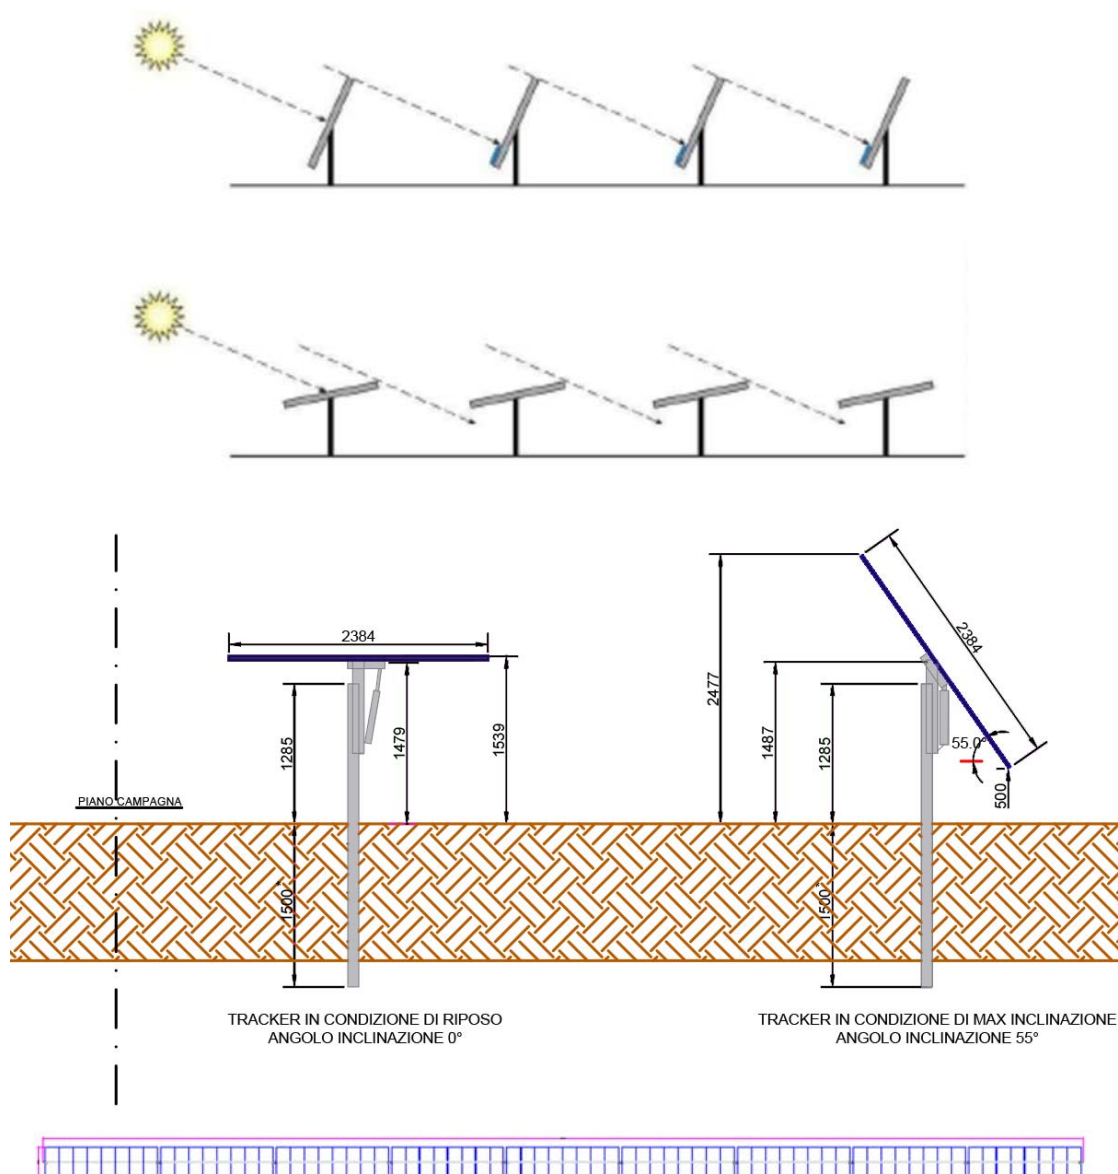 2384
1285
1479
1539
PIANO CAMPAGNA
1500*
2477
1487
1285
2384
55.0°
500
1500*
TRACKER IN CONDIZIONE DI RIPOSO
ANGOLO INCLINAZIONE 0°
TRACKER IN CONDIZIONE DI MAX INCLINAZIONE
ANGOLO INCLINAZIONE 55°